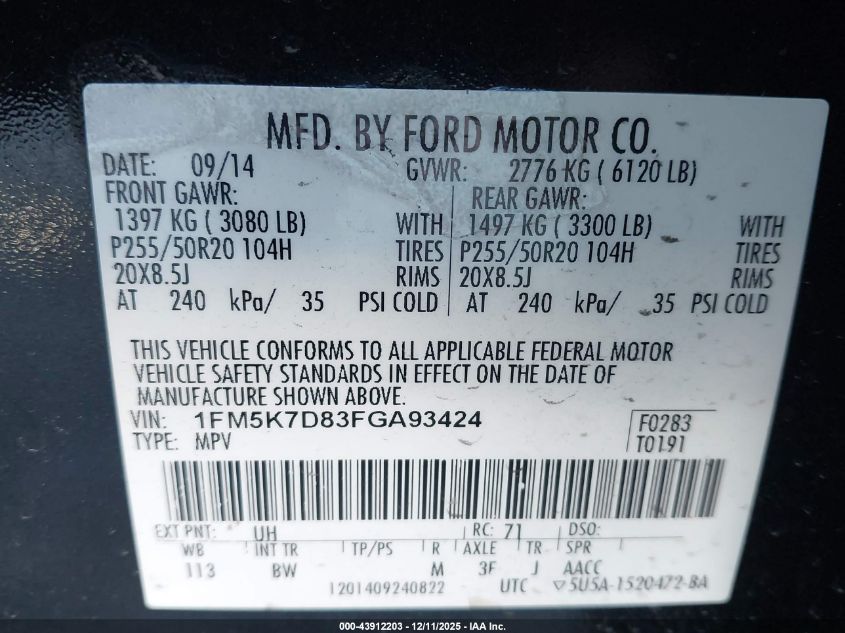 MFD. BY FORD MOTOR CO.
DATE: 09/14 GVWR: 2776 KG ( 6120 LB)
FRONT GAWR: REAR GAWR:
1397 KG ( 3080 LB) WITH 1497 KG ( 3300 LB) WITH
P255/50R20 104H TIRES P255/50R20 104H TIRES
20X8.5J RIMS 20X8.5J RIMS
AT 240 kPa/ 35 PSI COLD AT 240 kPa/ 35 PSI COLD
THIS VEHICLE CONFORMS TO ALL APPLICABLE FEDERAL MOTOR
VEHICLE SAFETY STANDARDS IN EFFECT ON THE DATE OF
MANUFACTURE SHOWN ABOVE.
VIN: 1FM5K7D83FGA93424 F0283
TYPE: MPV T0191
EXT PNT: UH RC: 71 DSO:
WB INT TR TP/PS R AXLE TR SPR
113 BW M 3F J AACC
1201409240822 UTC ▽5U5A-1520472-BA
000-43912203 - 12/11/2025 - IAA Inc.